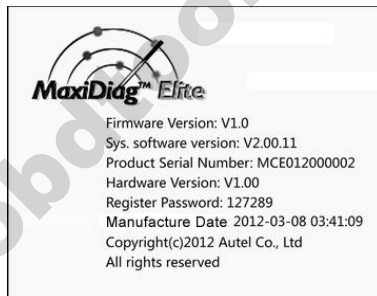 MaxiDiag™ Elite
Firmware Version: V1.0
Sys. software version: V2.00.11
Product Serial Number: MCE012000002
Hardware Version: V1.00
Register Password: 127289
Manufacture Date 2012-03-08 03:41:09
Copyright(c)2012 Autel Co., Ltd
All rights reserved
obdtoo